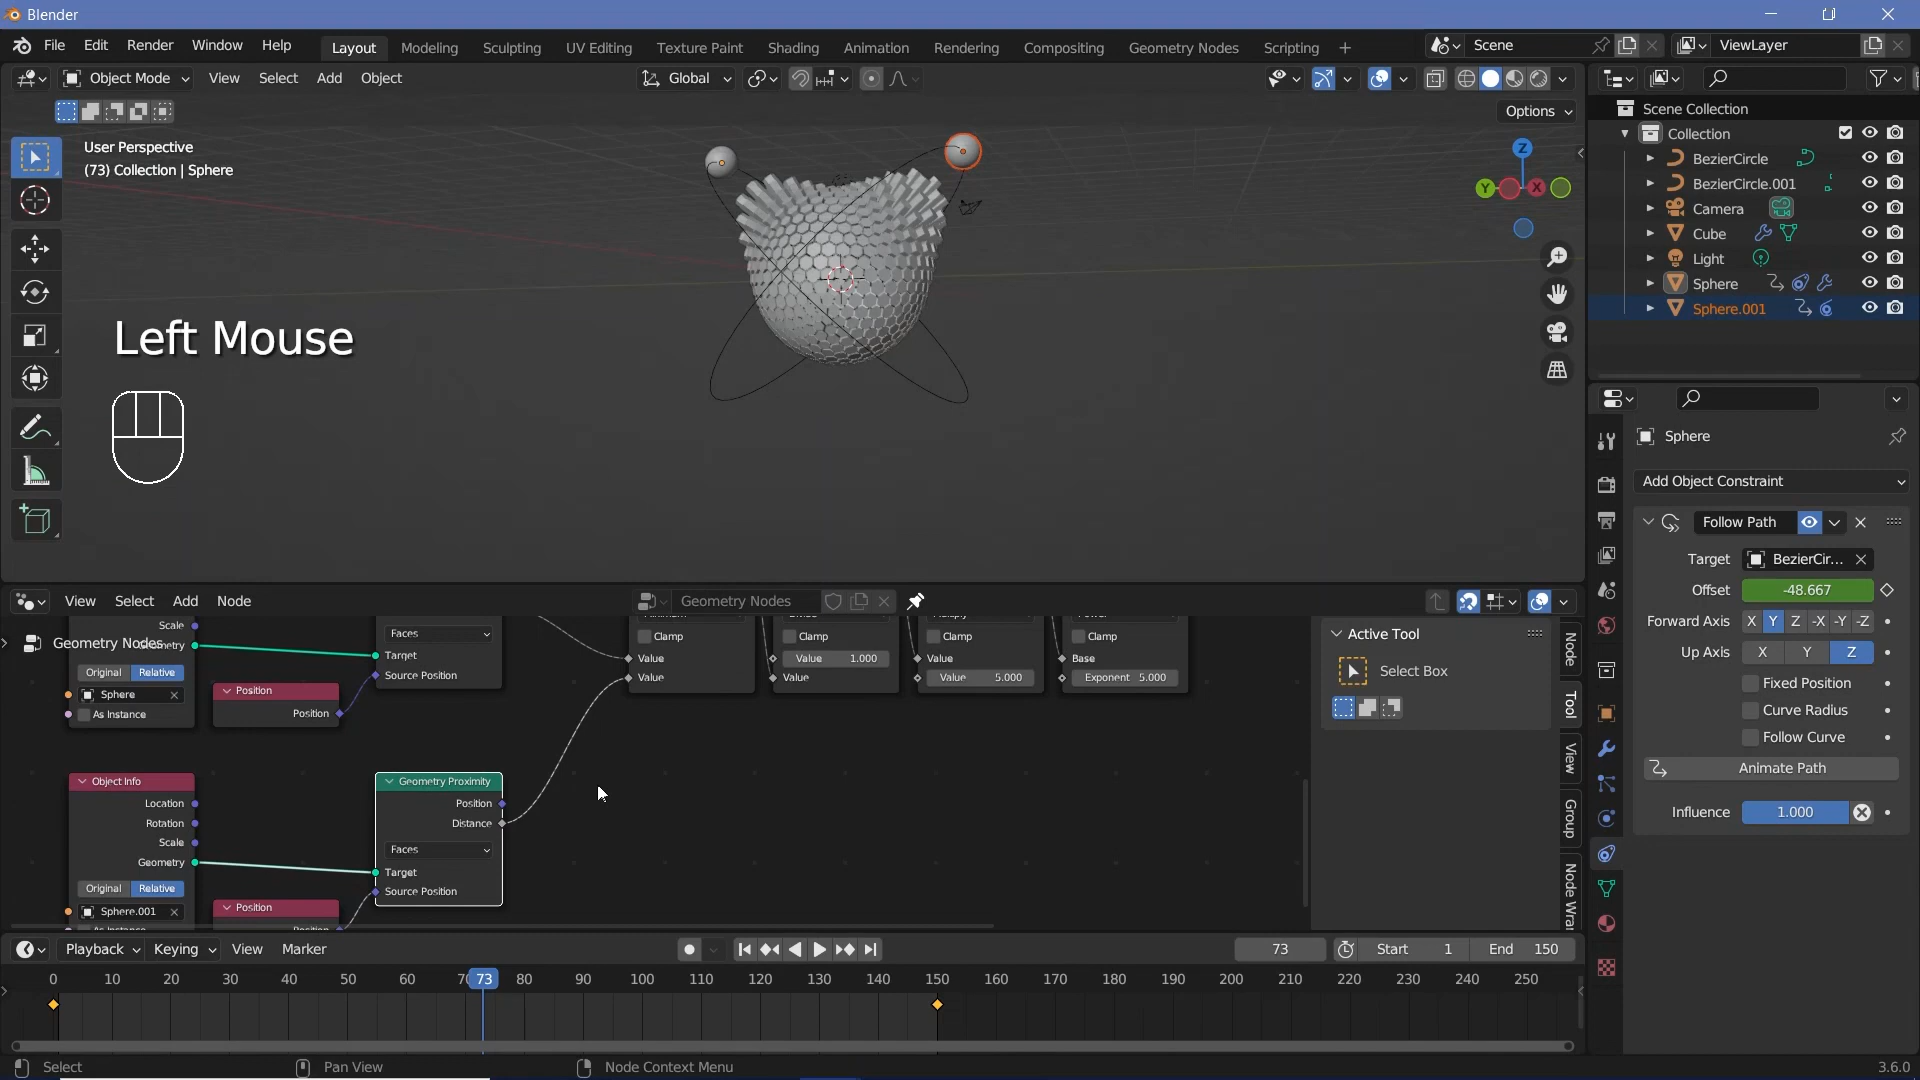 Blender
File Edit Render Window Help Layout Modeling Sculpting UV Editing Texture Paint Shading Animation Rendering Compositing Geometry Nodes Scripting + Scene ViewLayer
Object Mode View Select Add Object Global
Options
User Perspective
(73) Collection | Sphere
Left Mouse
Z
Y X
Scene Collection
Collection
BezierCircle
BezierCircle.001
Camera
Cube
Light
Sphere
Sphere.001
Sphere
Add Object Constraint
Follow Path
Target BezierCir...
Offset -48.667
Forward Axis X Y Z -X -Y -Z
Up Axis X Y Z
Fixed Position
Curve Radius
Follow Curve
Animate Path
Influence 1.000
View Select Add Node Geometry Nodes
Geometry Nodes
Scale
Geometry
Original Relative
Sphere
As Instance
Position
Position
Faces
Target
Source Position
Clamp
Value
Value
Clamp
Value 1.000
Value
Clamp
Value
Value 5.000
Clamp
Base
Exponent 5.000
Object Info
Location
Rotation
Scale
Geometry
Original Relative
Sphere.001
Position
Geometry Proximity
Position
Distance
Faces
Target
Source Position
Active Tool
Select Box
Node
Tool
View
Group
Node Wra
Playback Keying View Marker 73 Start 1 End 150
0 10 20 30 40 50 60 70 73 80 90 100 110 120 130 140 150 160 170 180 190 200 210 220 230 240 250
Select Pan View Node Context Menu 3.6.0